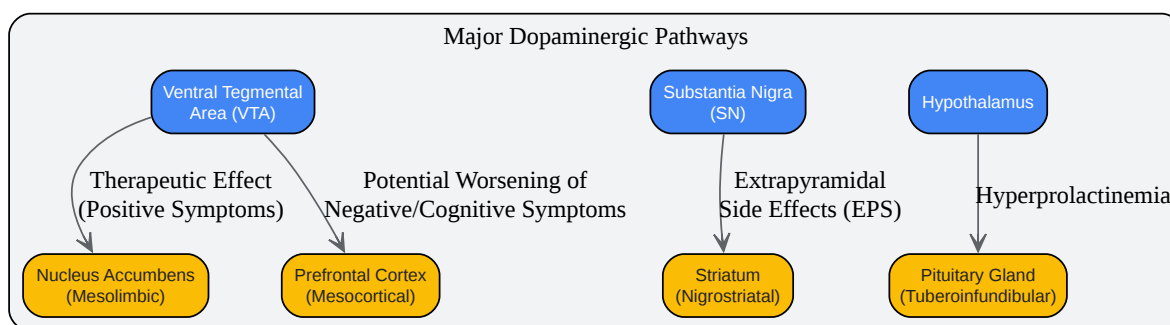 Major Dopaminergic Pathways
Ventral Tegmental
Area (VTA)
Substantia Nigra
(SN)
Hypothalamus
Therapeutic Effect
(Positive Symptoms)
Potential Worsening of
Negative/Cognitive Symptoms
Extrapyramidal
Side Effects (EPS)
Hyperprolactinemia
Nucleus Accumbens
(Mesolimbic)
Prefrontal Cortex
(Mesocortical)
Striatum
(Nigrostriatal)
Pituitary Gland
(Tuberoinfundibular)